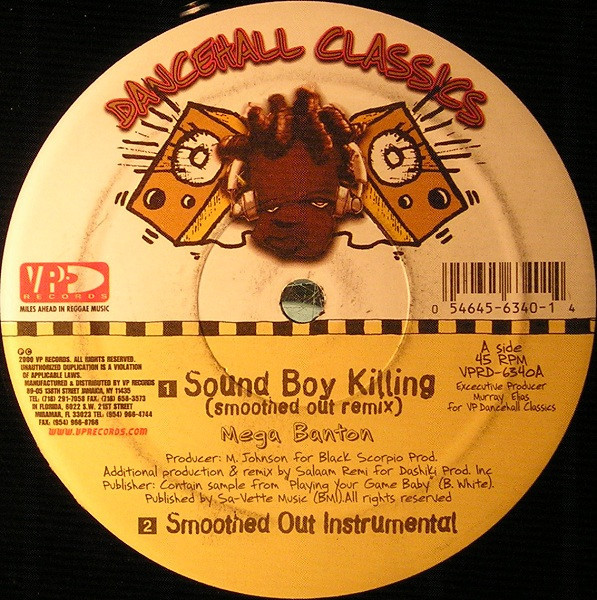 DANCEHALL CLASSICS
VP
RECORDS
MILES AHEAD IN REGGAE MUSIC
0 54645-6340-1 4
℗ © 2000 VP RECORDS. ALL RIGHTS RESERVED.
UNAUTHORIZED DUPLICATION IS A VIOLATION
OF APPLICABLE LAWS.
MANUFACTURED & DISTRIBUTED BY VP RECORDS
89-05 138TH STREET JAMAICA, NY 11435
TEL: (718) 291-7058 FAX: (718) 658-3573
IN FLORIDA, 6022 S.W. 21ST STREET
MIRAMAR, FL 33023 TEL: (954) 966-4744
FAX: (954) 966-8766
WWW.VPRECORDS.COM
A side
45 RPM
VPRD-6340A
Excecutive Producer
Murray Elias
for VP Dancehall Classics
1 Sound Boy Killing
(smoothed out remix)
Mega Banton
Producer: M. Johnson for Black Scorpio Prod.
Additional production & remix by Salaam Remi for Dashiki Prod. Inc
Publisher: Contain sample from "Playing Your Game Baby" (B. White).
Published by Sa-Vette Music (BMI).All rights reserved
2 Smoothed Out Instrumental